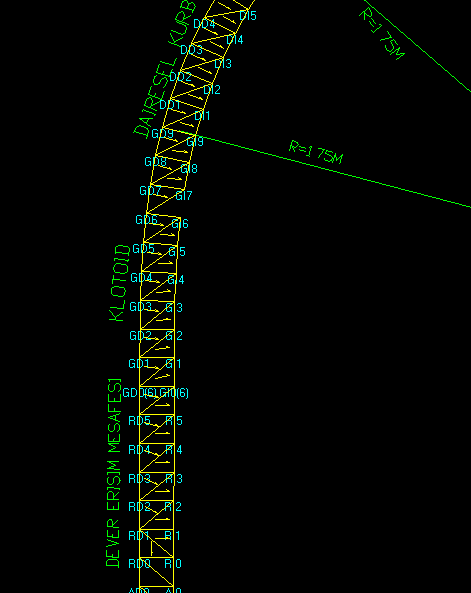 DI5
DD4
DI4
DD3
DI3
DD2
DI2
DD1
DI1
GD9
GI9
GD8
GI8
GD7
GI7
GD6
GI6
GD5
GI5
GD4
GI4
GD3
GI3
GD2
GI2
GD1
GI1
GD0(6)
GI0(6)
RD5
RI5
RD4
RI4
RD3
RI3
RD2
RI2
RD1
RI1
RD0
RI0
DAİRESEL KURB
KLOTOİD
DEVER ERİŞİM MESAFESİ
R=175M
R=175M